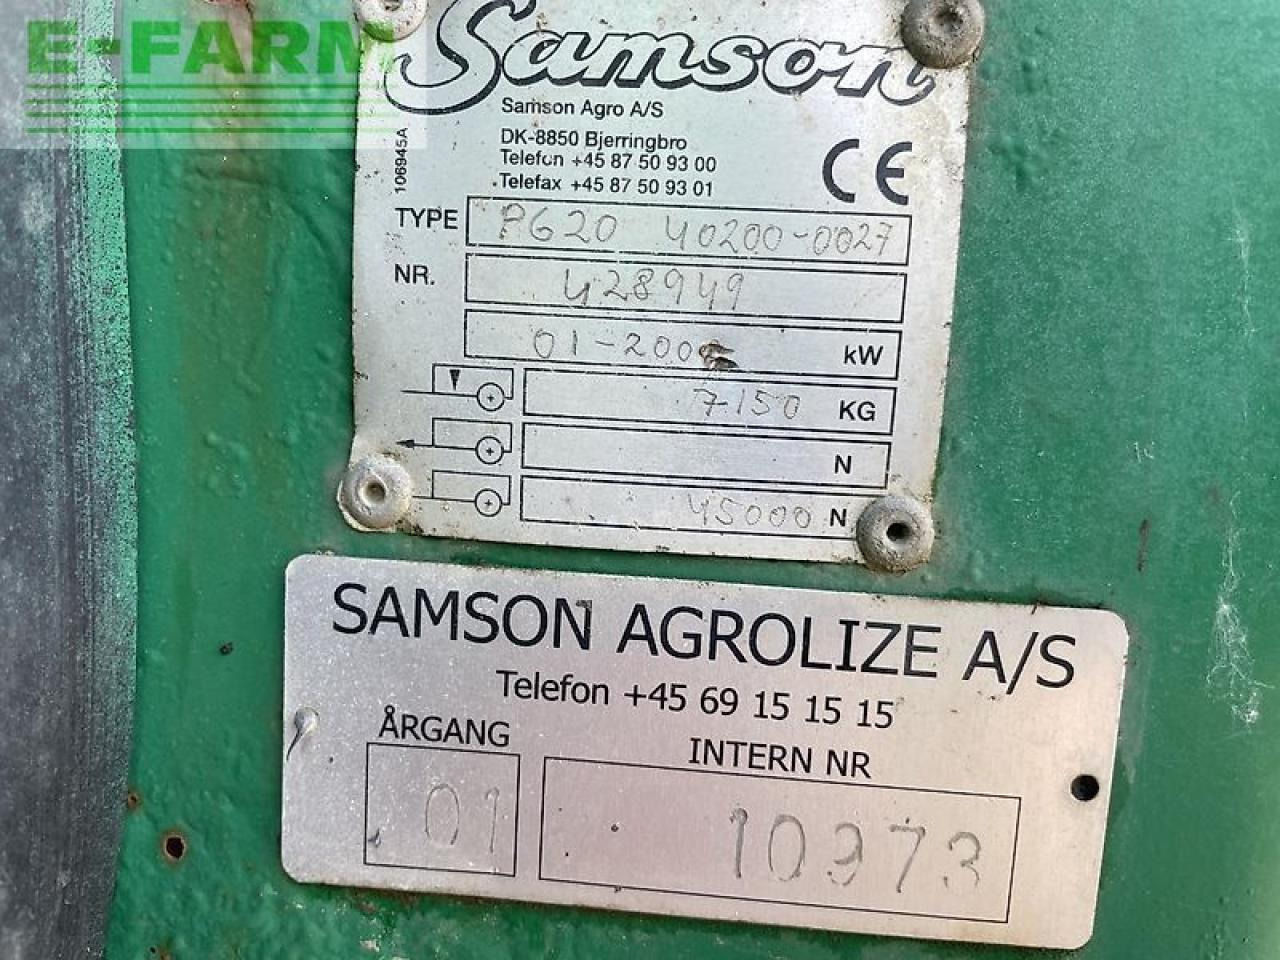 E-FARM
Samson
Samson Agro A/S
DK-8850 Bjerringbro
Telefon +45 87 50 93 00
Telefax +45 87 50 93 01
106945A
CE
TYPE PG20 40200-0027
NR. 428949
kW
7150 KG
N
45000 N
SAMSON AGROLIZE A/S
Telefon +45 69 15 15 15
ÅRGANG INTERN NR
01 10973